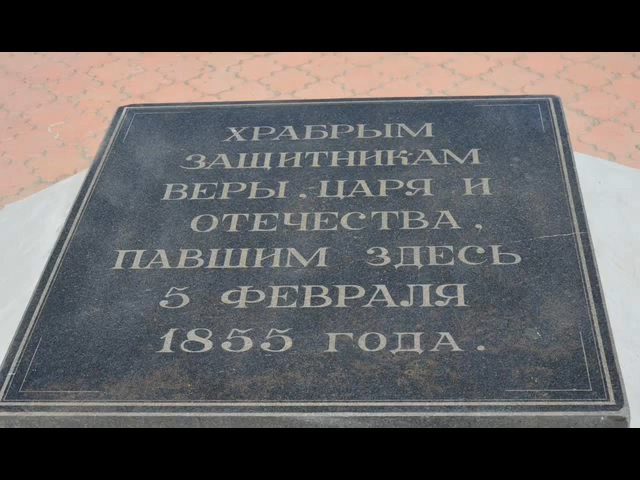 ХРАБРЫМ
ЗАЩИТНИКАМ
ВЕРЫ, ЦАРЯ И
ОТЕЧЕСТВА,
ПАВШИМ ЗДЕСЬ
5 ФЕВРАЛЯ
1855 ГОДА.